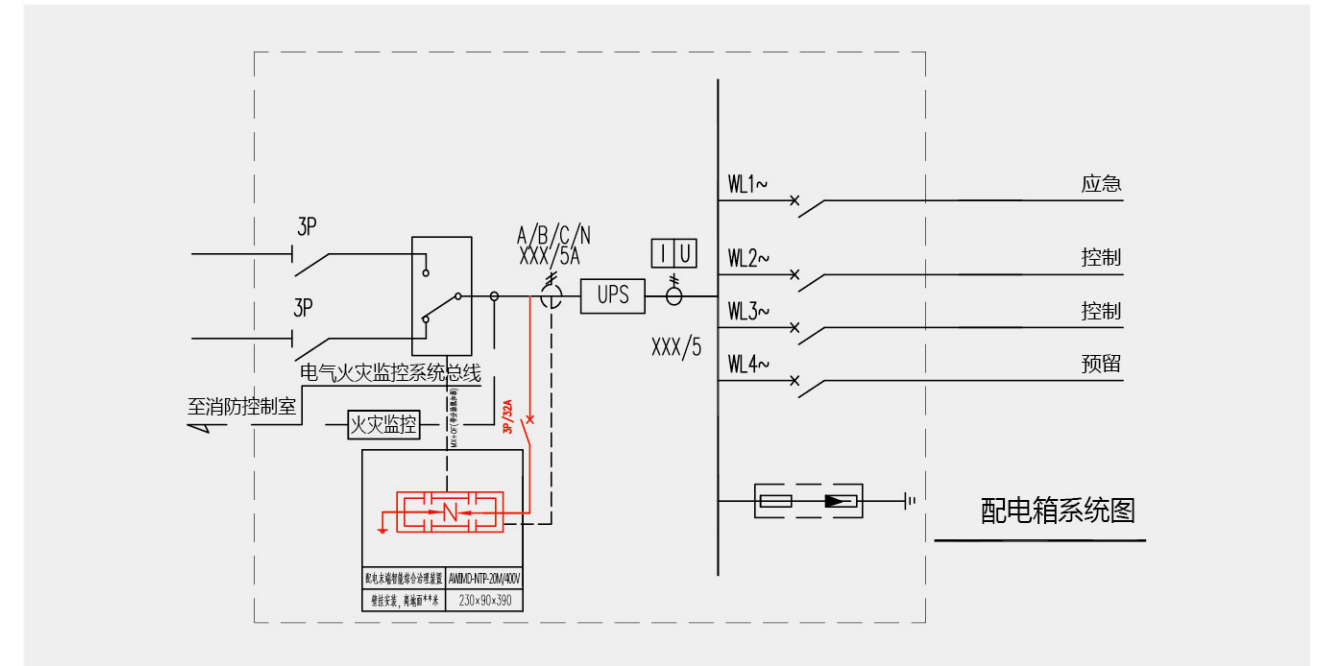 3P
3P
A/B/C/N
XXX/5A
UPS
I U
XXX/5
WL1~
应急
WL2~
控制
WL3~
控制
WL4~
预留
电气火灾监控系统总线
至消防控制室
火灾监控
3P/32A
N
配电末端智能综合治理装置
AWIMD-NTP-20M/400V
壁挂安装，离地面**米
230×90×390
配电箱系统图